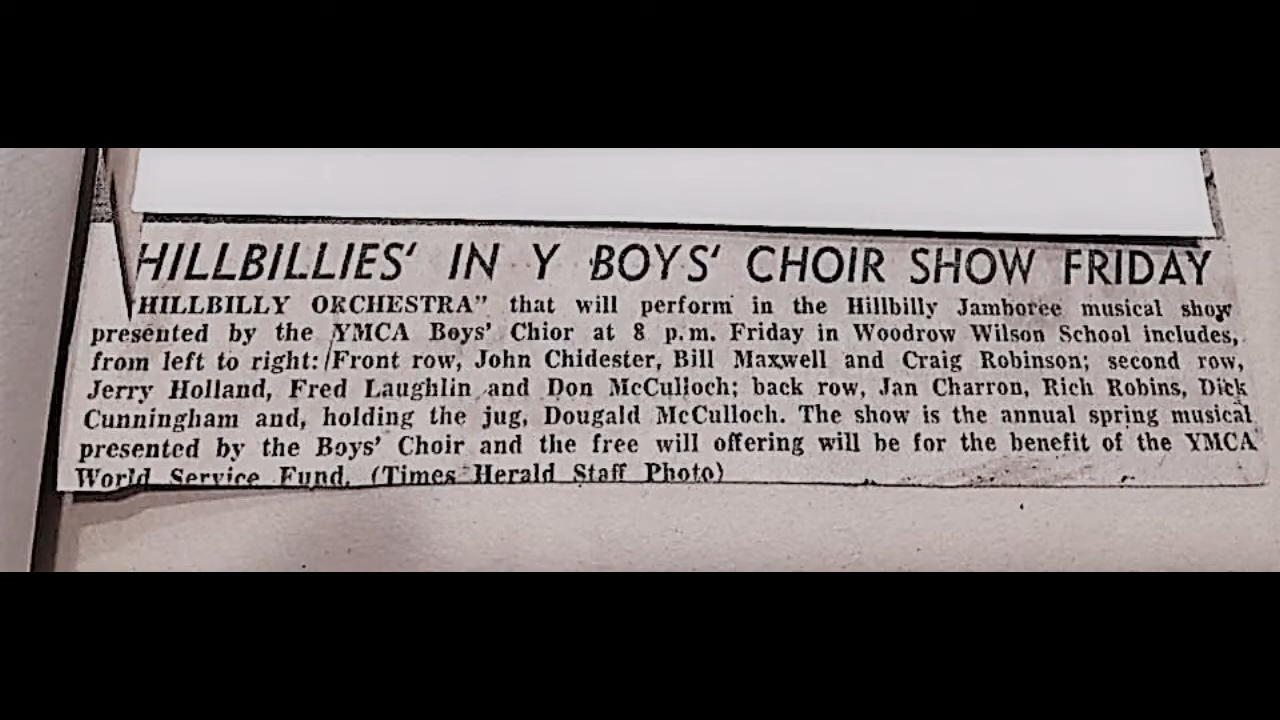 HILLBILLIES' IN Y BOYS' CHOIR SHOW FRIDAY
HILLBILLY ORCHESTRA" that will perform in the Hillbilly Jamboree musical show
presented by the YMCA Boys' Chior at 8 p.m. Friday in Woodrow Wilson School includes,
from left to right: Front row, John Chidester, Bill Maxwell and Craig Robinson; second row,
Jerry Holland, Fred Laughlin and Don McCulloch; back row, Jan Charron, Rich Robins, Dick
Cunningham and, holding the jug, Dougald McCulloch. The show is the annual spring musical
presented by the Boys' Choir and the free will offering will be for the benefit of the YMCA
World Service Fund. (Times Herald Staff Photo)